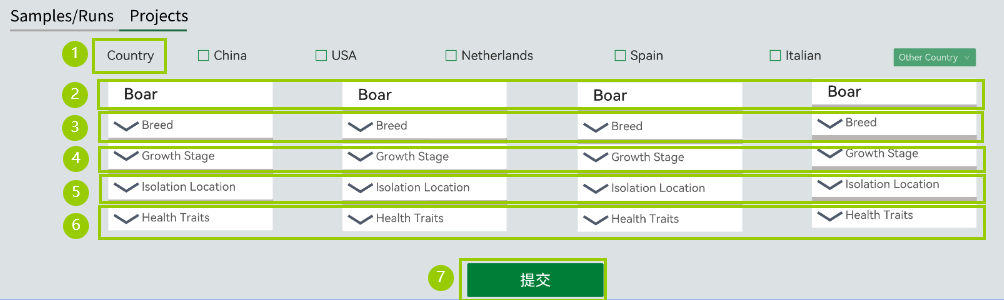 Samples/Runs Projects
1 Country China USA Netherlands Spain Italian Other Country
2 Boar Boar Boar Boar
3 Breed Breed Breed Breed
4 Growth Stage Growth Stage Growth Stage Growth Stage
5 Isolation Location Isolation Location Isolation Location Isolation Location
6 Health Traits Health Traits Health Traits Health Traits
7 提交